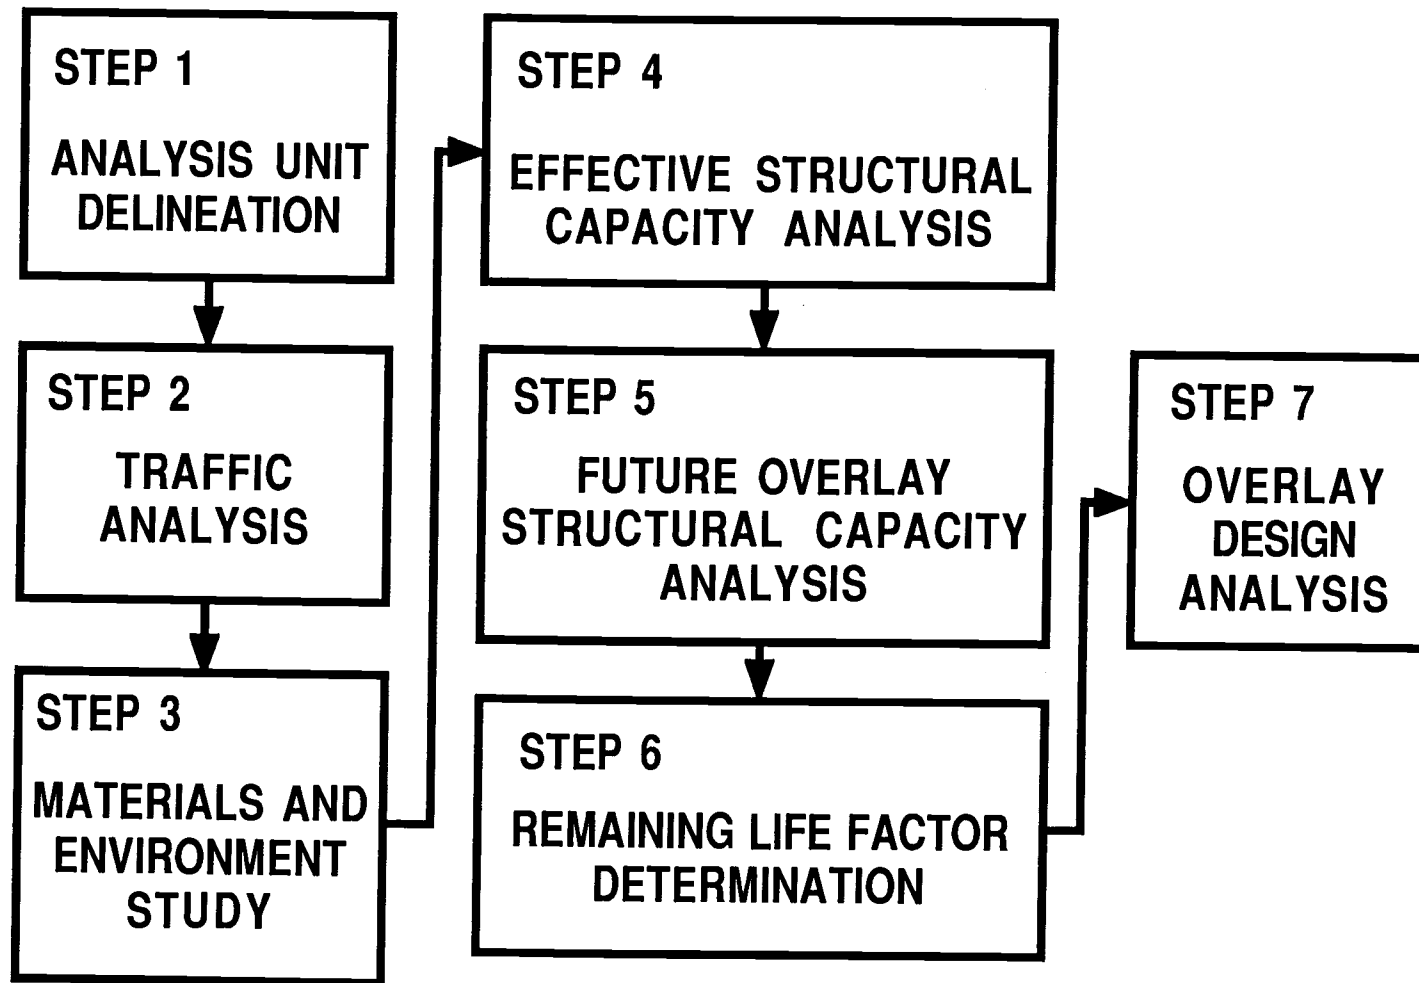 STEP 1
ANALYSIS UNIT
DELINEATION
STEP 2
TRAFFIC
ANALYSIS
STEP 3
MATERIALS AND
ENVIRONMENT
STUDY
STEP 4
EFFECTIVE STRUCTURAL
CAPACITY ANALYSIS
STEP 5
FUTURE OVERLAY
STRUCTURAL CAPACITY
ANALYSIS
STEP 6
REMAINING LIFE FACTOR
DETERMINATION
STEP 7
OVERLAY
DESIGN
ANALYSIS